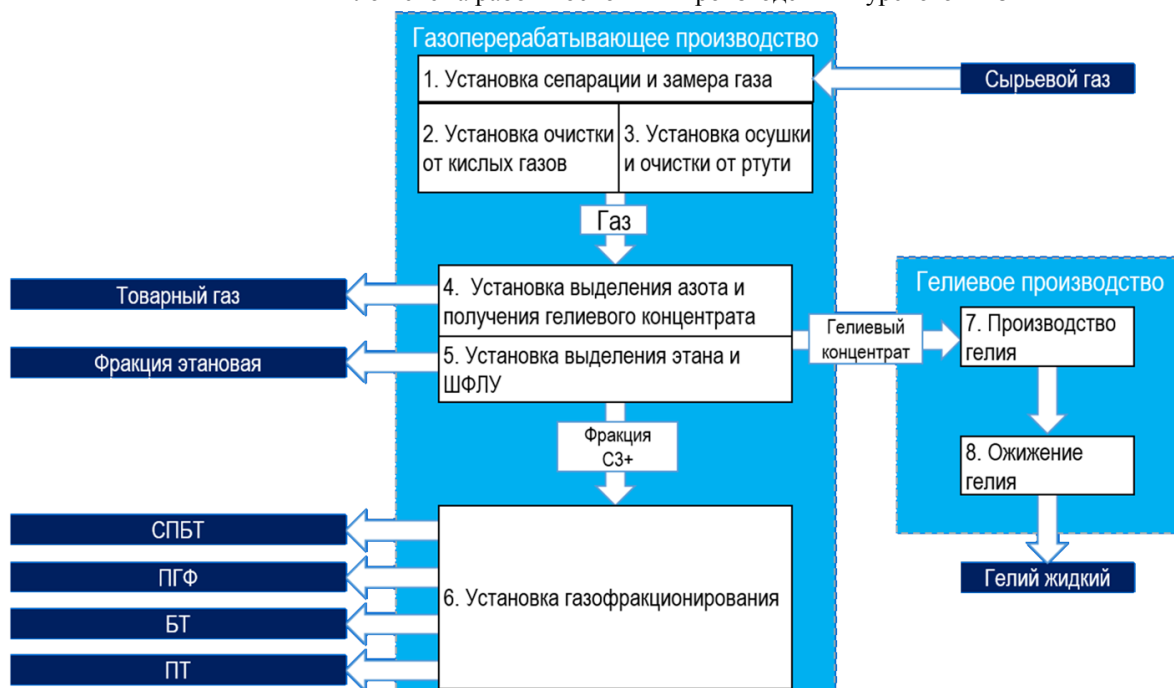 Газоперерабатывающее производство
1. Установка сепарации и замера газа
Сырьевой газ
2. Установка очистки
от кислых газов
3. Установка осушки
и очистки от ртути
Газ
Товарный газ
4. Установка выделения азота и
получения гелиевого концентрата
Фракция этановая
5. Установка выделения этана и
ШФЛУ
Гелиевый
концентрат
Гелиевое производство
7. Производство
гелия
Фракция
С3+
8. Ожижение
гелия
Гелий жидкий
СПБТ
ПГФ
БТ
ПТ
6. Установка газофракционирования